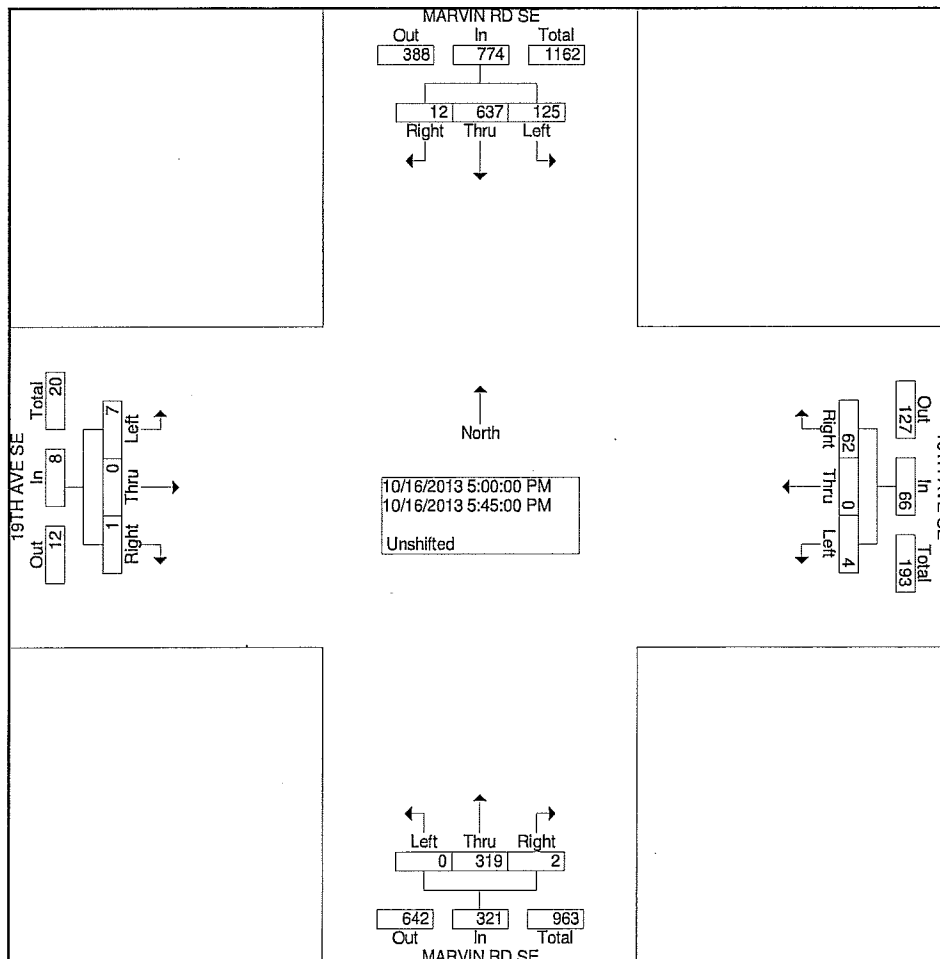 MARVIN RD SE
Out In Total
388 774 1162
12 637 125
Right Thru Left
19TH AVE SE
Out In Total
12 8 20
Right Thru Left
1 0 7
North
10/16/2013 5:00:00 PM
10/16/2013 5:45:00 PM
Unshifted
Right Thru Left
62 0 4
Out In Total
127 66 193
AVE SE
Left Thru Right
0 319 2
642 321 963
Out In Total
MARVIN RD SE